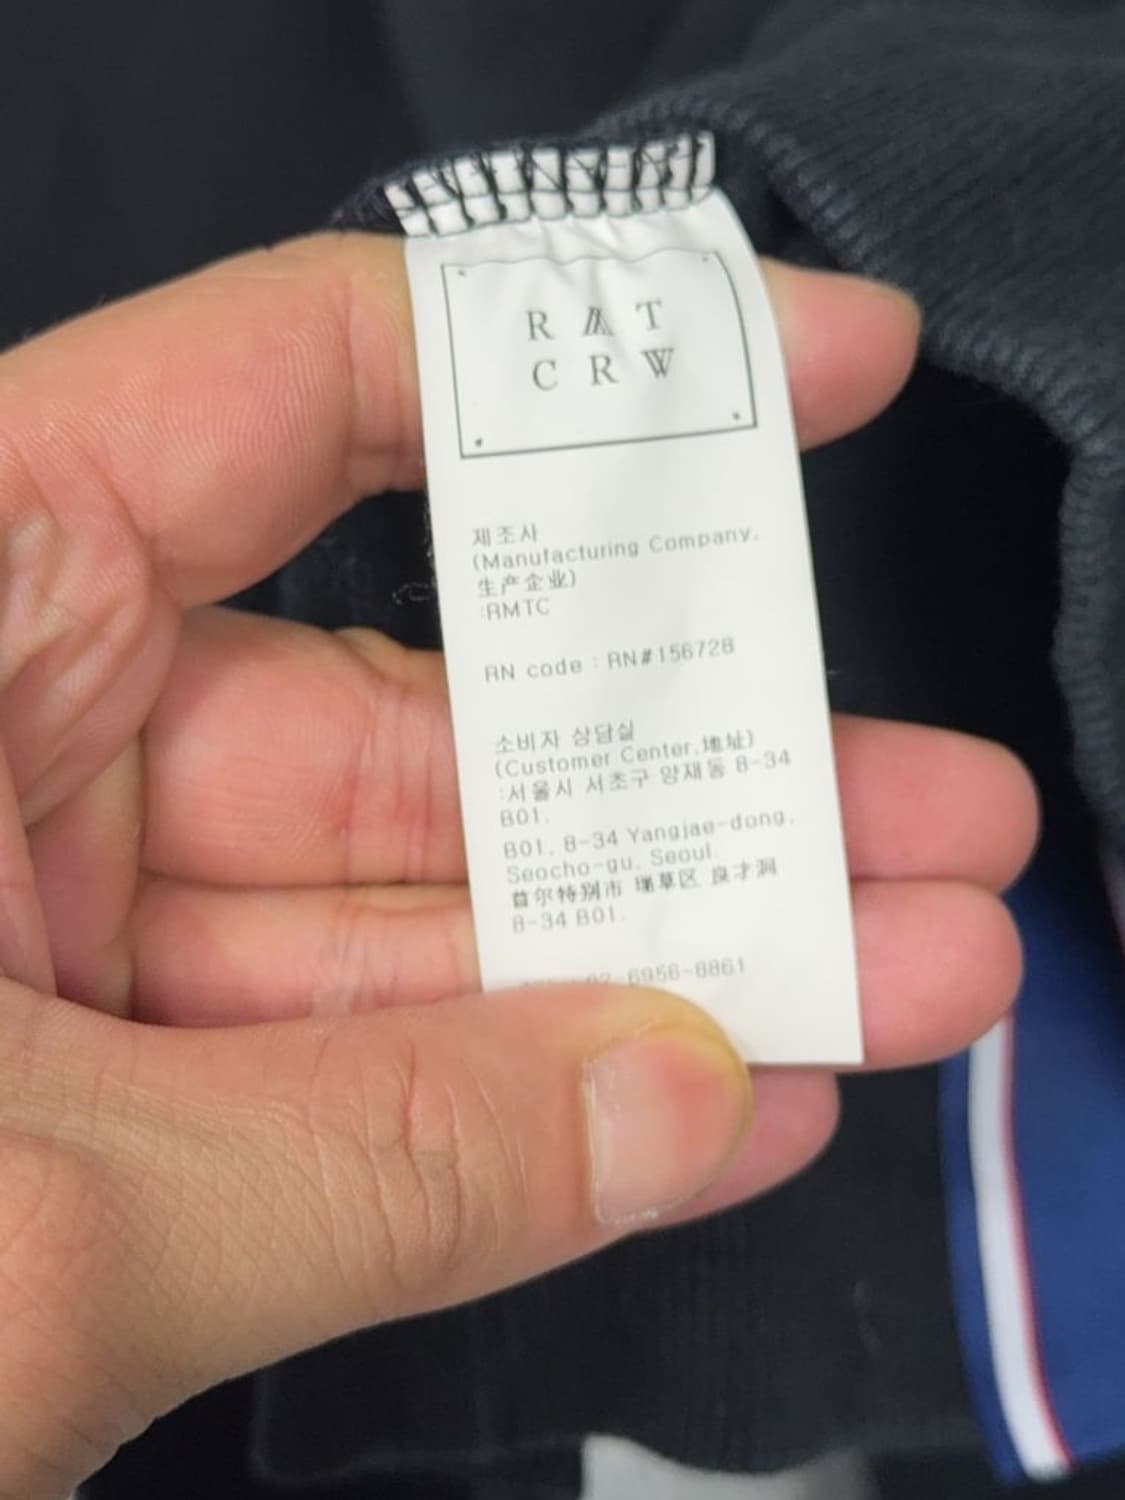 R A T
C R W
제조사
(Manufacturing Company,
生产企业)
:RMTC
RN code : RN#156728
소비자 상담실
(Customer Center,地址)
:서울시 서초구 양재동 8-34
B01.
B01, 8-34 Yangjae-dong,
Seocho-gu, Seoul.
首尔特别市 瑞草区 良才洞
8-34 B01.
02-6956-8861